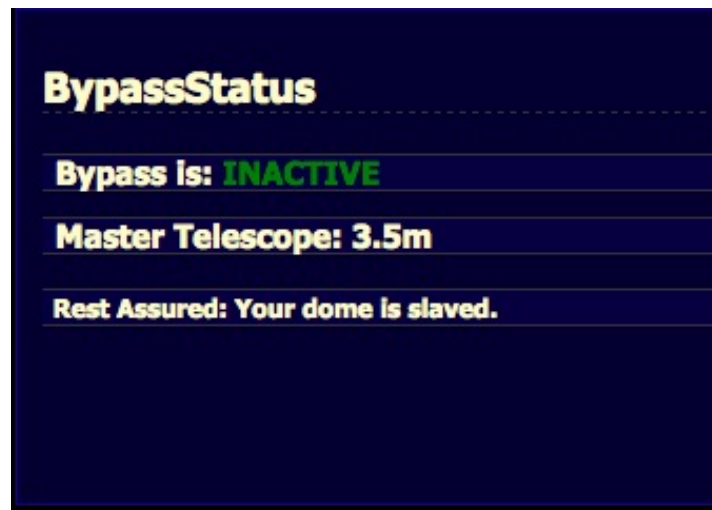 BypassStatus
Bypass is: INACTIVE
Master Telescope: 3.5m
Rest Assured: Your dome is slaved.